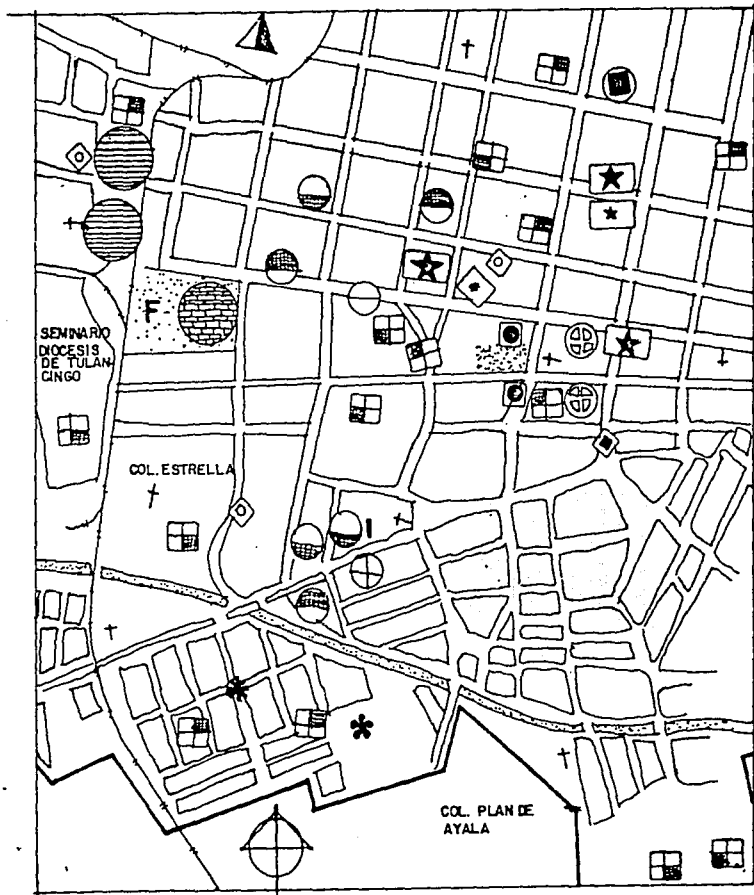 F
SEMINARIO
DIOCESIS
DE TULAN-
CINGO
COL. ESTRELLA
I
COL. PLAN DE
AYALA